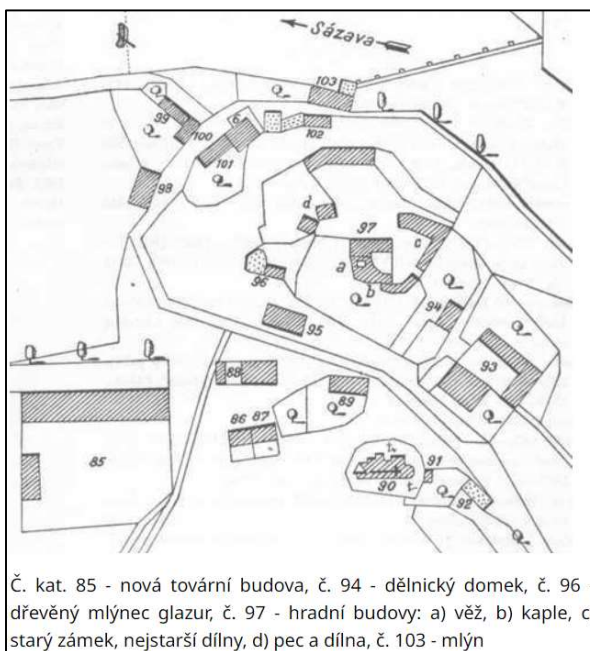 Sázava
103
99
6
100
102
101
98
d
97
c
a
b
96
94
95
93
88
89
86 87
85
90
91
92
Č. kat. 85 - nová tovární budova, č. 94 - dělnický domek, č. 96 -
dřevěný mlýnec glazur, č. 97 - hradní budovy: a) věž, b) kaple, c)
starý zámek, nejstarší dílny, d) pec a dílna, č. 103 - mlýn